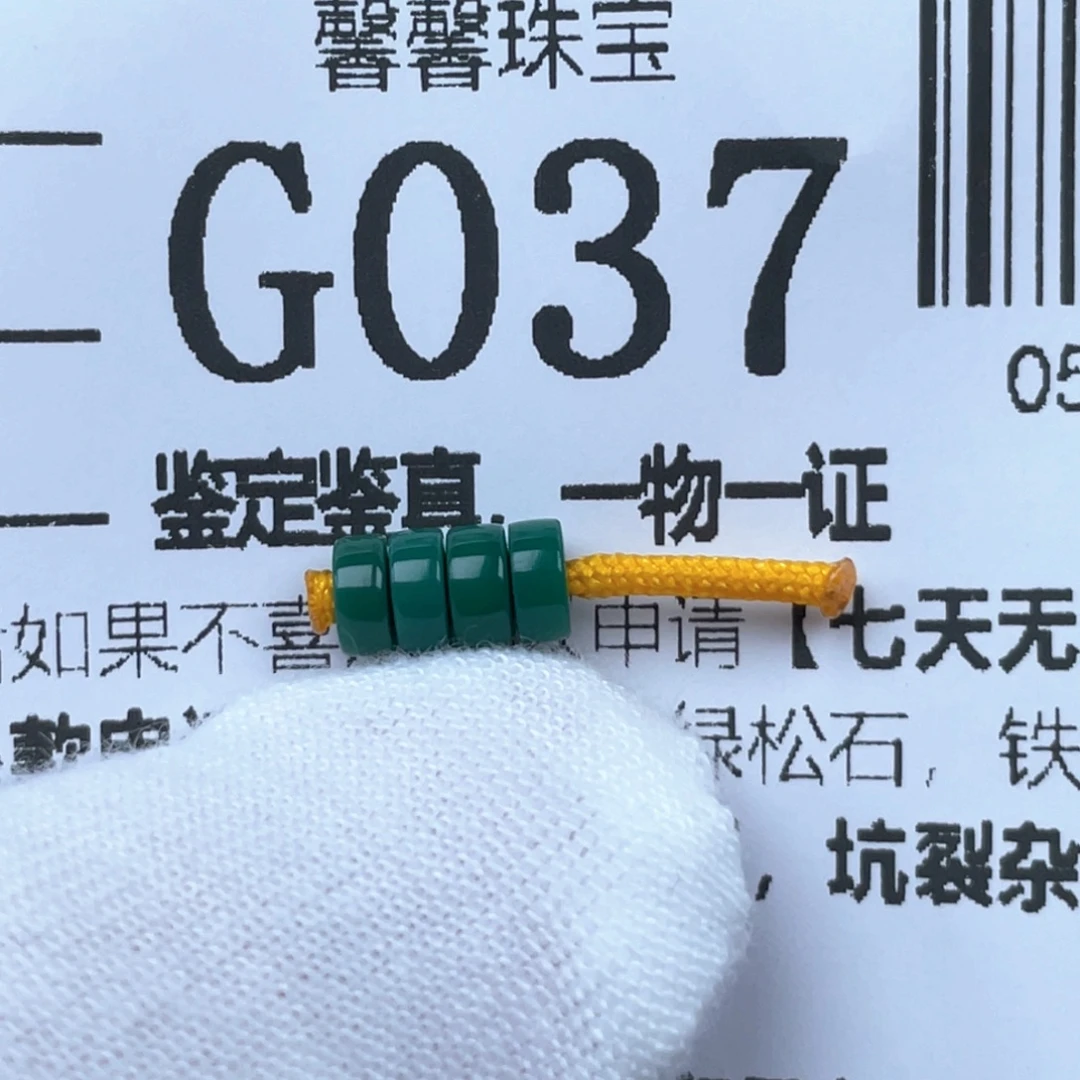 馨馨珠宝
G037
05
鉴定鉴真，一物一证
如果不喜 申请【七天无
绿松石，铁
，坑裂杂